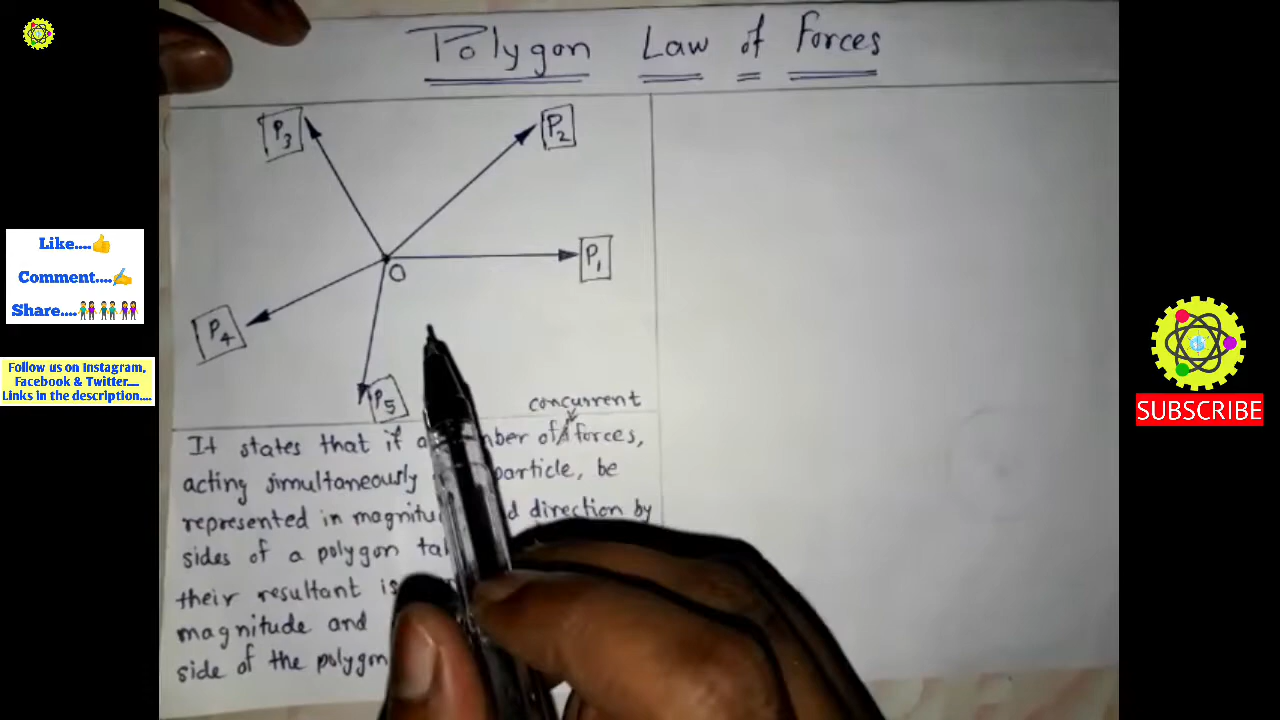 Polygon Law of Forces
P3
P2
P1
O
P4
P5
concurrent
It states that if a of forces,
acting simultaneously particle, be
represented in direction by
sides of a polygon
their resultant is
magnitude and
side of the polygon
Like....👍
Comment....✍
Share....👭👬👭
Follow us on Instagram,
Facebook & Twitter....
Links in the description....
SUBSCRIBE